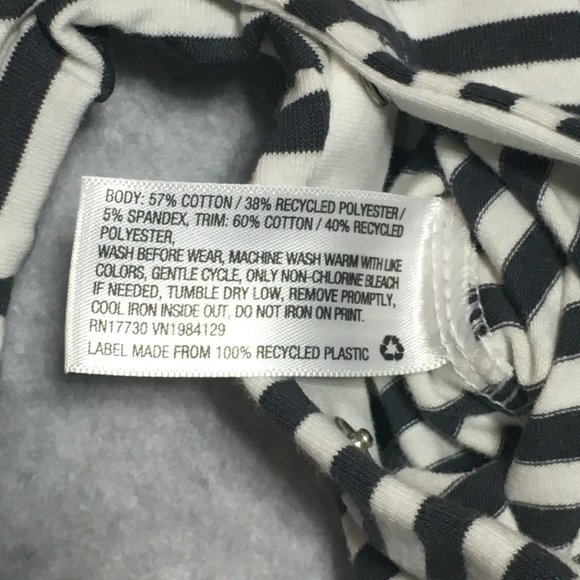 BODY: 57% COTTON / 38% RECYCLED POLYESTER /
5% SPANDEX, TRIM: 60% COTTON / 40% RECYCLED
POLYESTER,
WASH BEFORE WEAR, MACHINE WASH WARM WITH LIKE
COLORS, GENTLE CYCLE, ONLY NON-CHLORINE BLEACH
IF NEEDED, TUMBLE DRY LOW, REMOVE PROMPTLY,
COOL IRON INSIDE OUT, DO NOT IRON ON PRINT.
RN17730 VN1984129
LABEL MADE FROM 100% RECYCLED PLASTIC